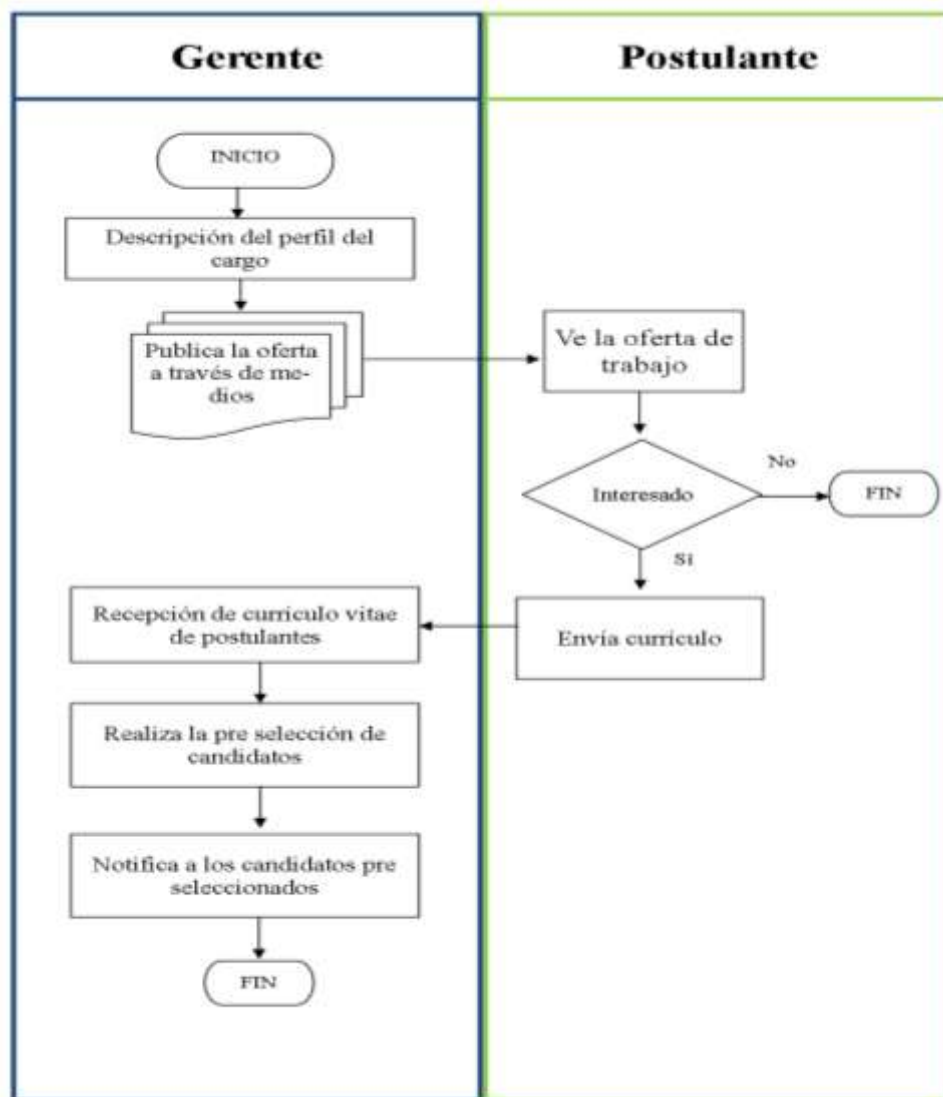 Gerente
Postulante
INICIO
Descripción del perfil del
cargo
Publica la oferta
a través de me-
dios
Ve la oferta de
trabajo
Interesado
No
FIN
Si
Envía curriculo
Recepción de curriculo vitae
de postulantes
Realiza la pre selección de
candidatos
Notifica a los candidatos pre
seleccionados
FIN